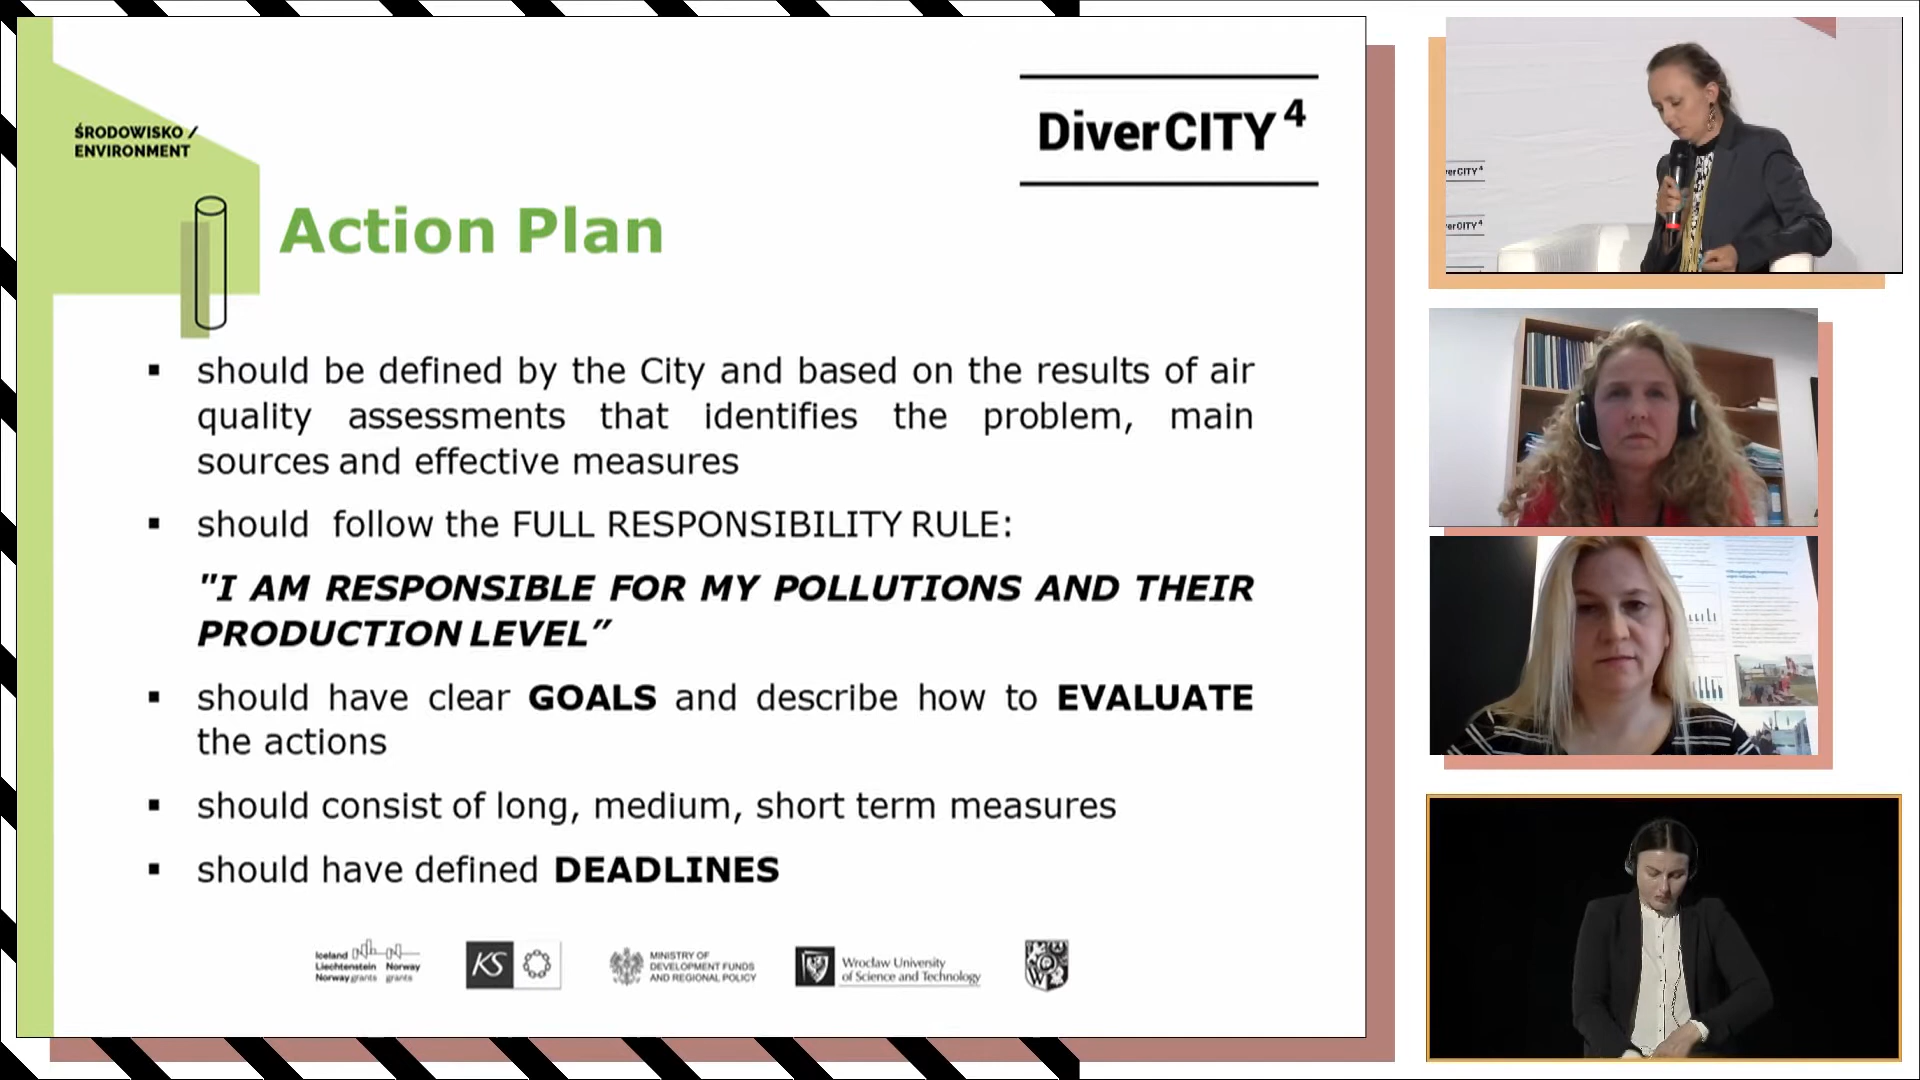 ŚRODOWISKO /
ENVIRONMENT
DiverCITY⁴
Action Plan
▪ should be defined by the City and based on the results of air
quality assessments that identifies the problem, main
sources and effective measures
▪ should follow the FULL RESPONSIBILITY RULE:
"I AM RESPONSIBLE FOR MY POLLUTIONS AND THEIR
PRODUCTION LEVEL”
▪ should have clear GOALS and describe how to EVALUATE
the actions
▪ should consist of long, medium, short term measures
▪ should have defined DEADLINES
Iceland
Liechtenstein Norway
Norway grants grants
KS
MINISTRY OF
DEVELOPMENT FUNDS
AND REGIONAL POLICY
Wrocław University
of Science and Technology
W
verCITY⁴
verCITY⁴